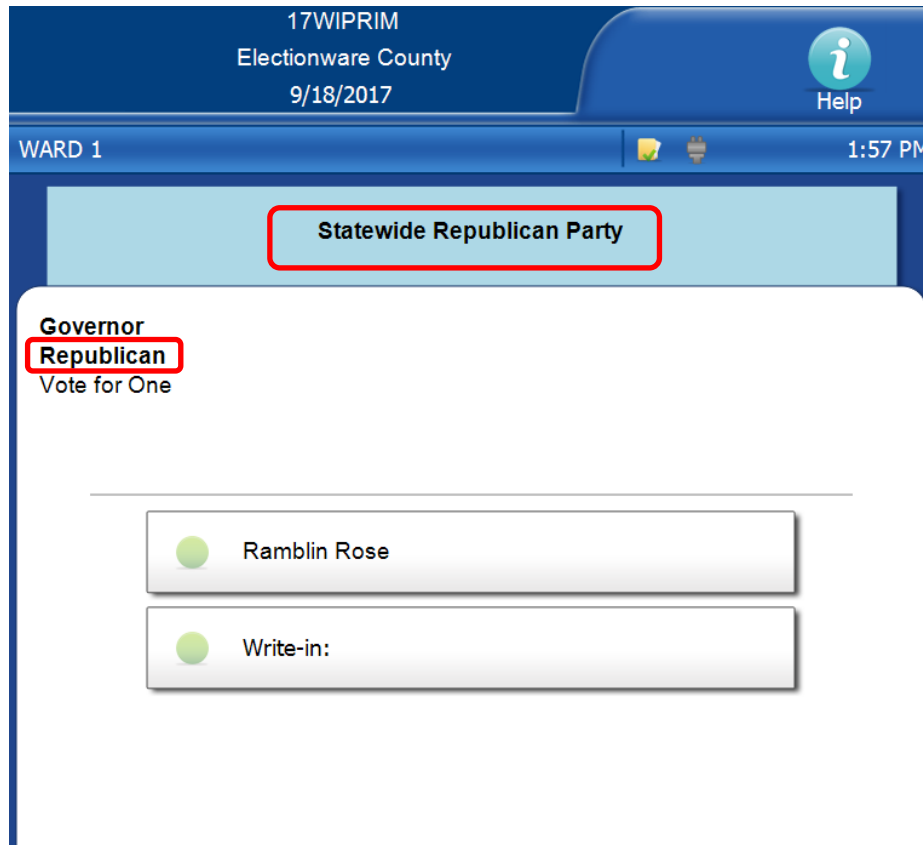 17WIPRIM
Electionware County
9/18/2017
Help
WARD 1
1:57 PM
Statewide Republican Party
Governor
Republican
Vote for One
Ramblin Rose
Write-in: